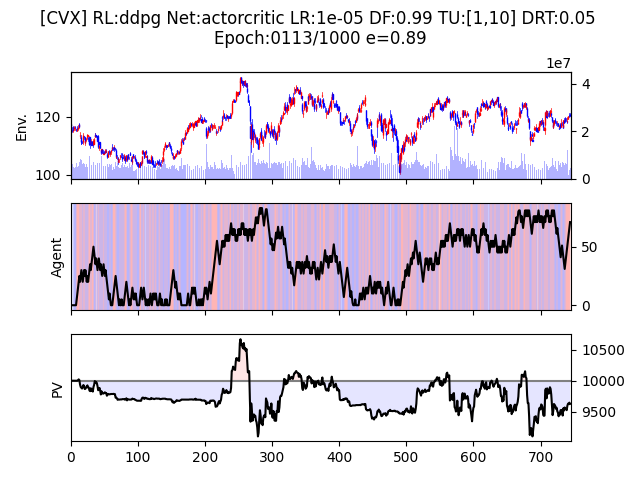 [CVX] RL:ddpg Net:actorcritic LR:1e-05 DF:0.99 TU:[1,10] DRT:0.05
Epoch:0113/1000 e=0.89
1e7
Env.
120
100
4
2
0
Agent
50
0
PV
10500
10000
9500
0 100 200 300 400 500 600 700